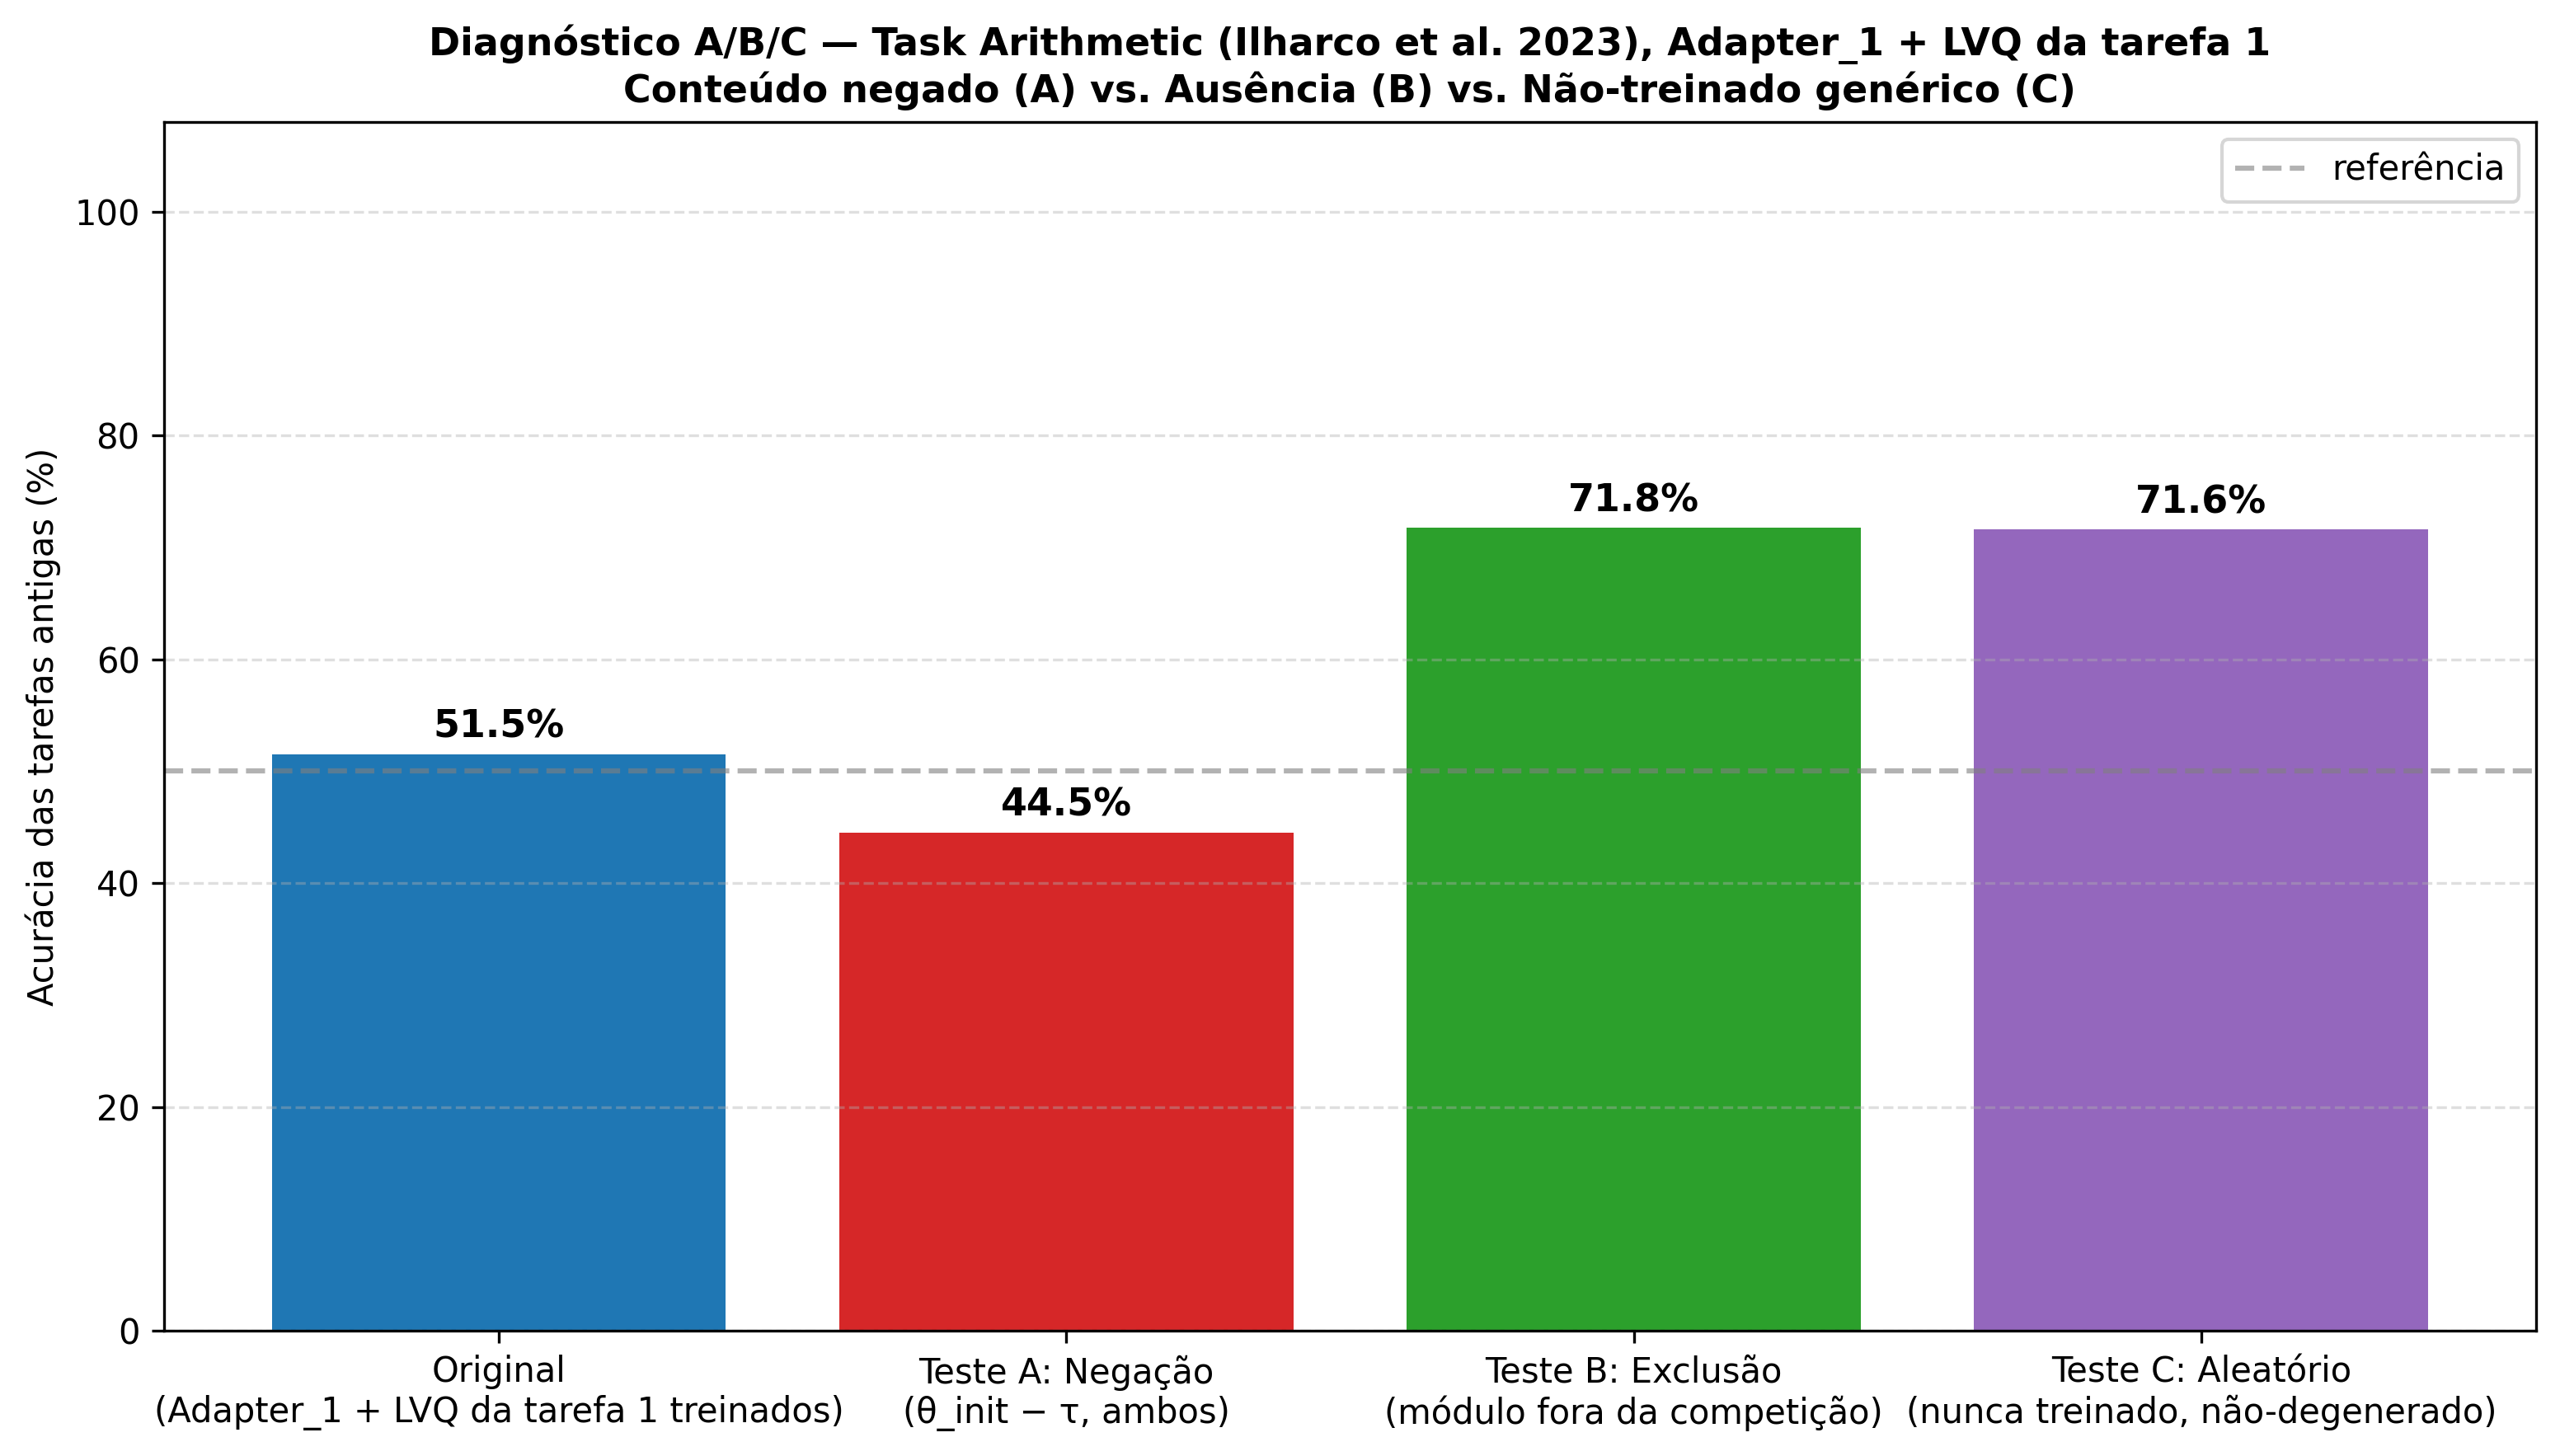 Diagnóstico A/B/C — Task Arithmetic (Ilharco et al. 2023), Adapter_1 + LVQ da tarefa 1
Conteúdo negado (A) vs. Ausência (B) vs. Não-treinado genérico (C)
referência
Acurácia das tarefas antigas (%)
100
80
60
40
20
0
51.5%
44.5%
71.8%
71.6%
Original
(Adapter_1 + LVQ da tarefa 1 treinados)
Teste A: Negação
(θ_init − τ, ambos)
Teste B: Exclusão
(módulo fora da competição)
Teste C: Aleatório
(nunca treinado, não-degenerado)